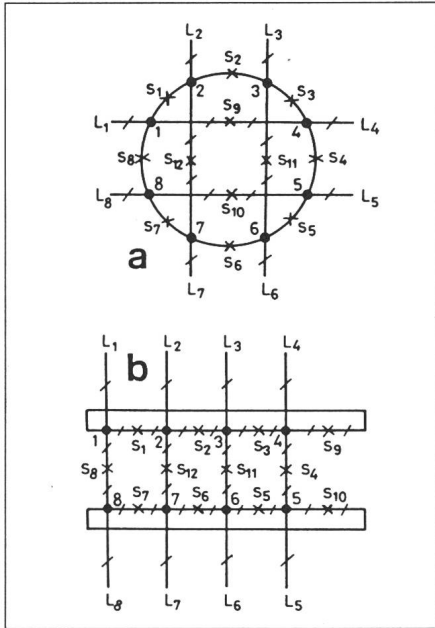 L2 L3
S2
S1 2 3 S3
L1 S9 L4
1 4
S8 S12 S11 S4
8 5
L8 S10 L5
S7 7 6 S5
a S6
L7 L6
L1 L2 L3 L4
b
1 S1 2 S2 3 S3 4 S9
S8 S12 S11 S4
8 S7 7 S6 6 S5 5 S10
L8 L7 L6 L5